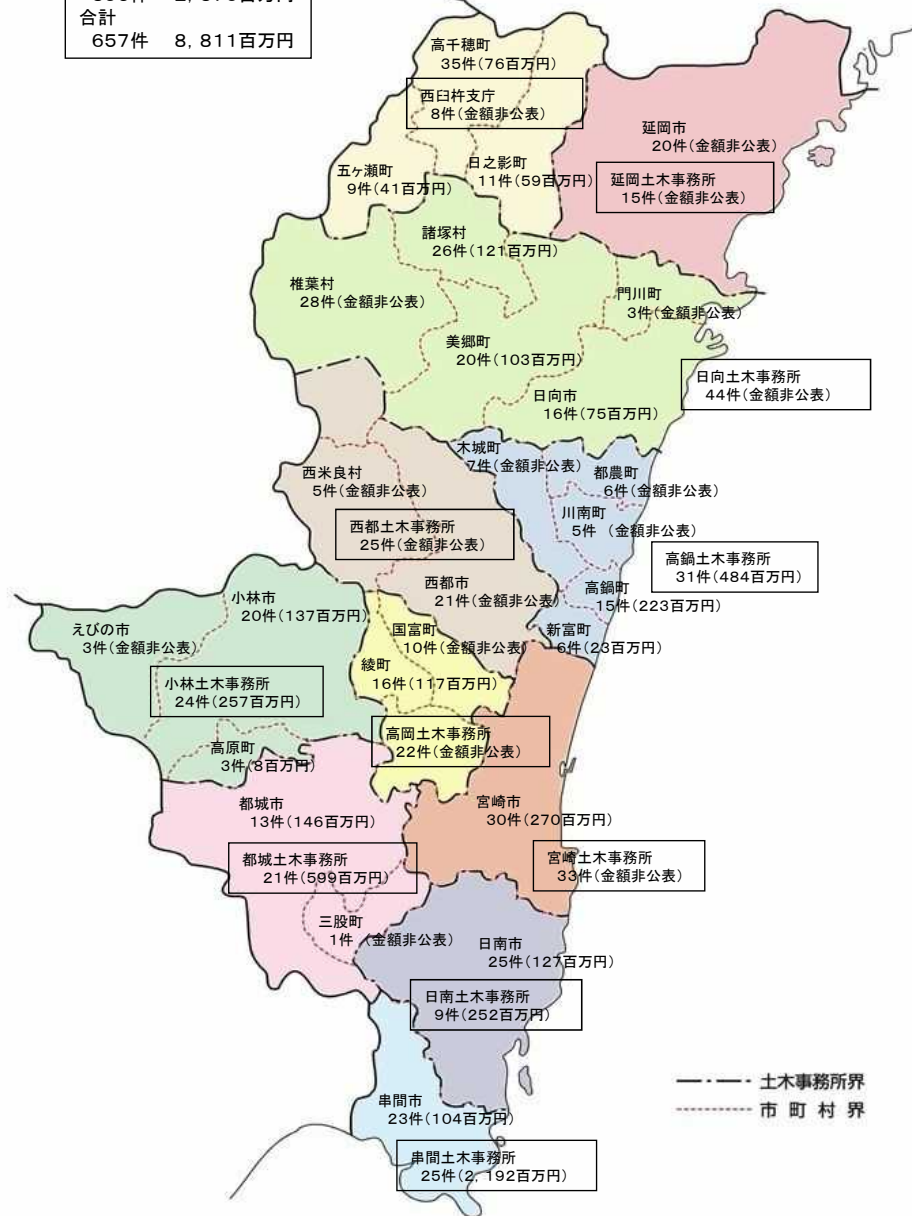 合計
657件 8,811百万円
高千穂町
35件(76百万円)
西臼杵支庁
8件(金額非公表)
延岡市
20件(金額非公表)
日之影町
11件(59百万円)
五ヶ瀬町
9件(41百万円)
延岡土木事務所
15件(金額非公表)
諸塚村
26件(121百万円)
椎葉村
28件(金額非公表)
門川町
3件(金額非公表)
美郷町
20件(103百万円)
日向土木事務所
44件(金額非公表)
日向市
16件(75百万円)
木城町
7件(金額非公表)
都農町
6件(金額非公表)
西米良村
5件(金額非公表)
川南町
5件 (金額非公表)
西都土木事務所
25件(金額非公表)
高鍋土木事務所
31件(484百万円)
西都市
21件(金額非公表)
高鍋町
15件(223百万円)
小林市
20件(137百万円)
えびの市
3件(金額非公表)
国富町
10件(金額非公表)
新富町
6件(23百万円)
綾町
16件(117百万円)
小林土木事務所
24件(257百万円)
高岡土木事務所
22件(金額非公表)
高原町
3件(8百万円)
都城市
13件(146百万円)
宮崎市
30件(270百万円)
都城土木事務所
21件(599百万円)
宮崎土木事務所
33件(金額非公表)
三股町
1件 (金額非公表)
日南市
25件(127百万円)
日南土木事務所
9件(252百万円)
土木事務所界
市町村界
串間市
23件(104百万円)
串間土木事務所
25件(2,192百万円)